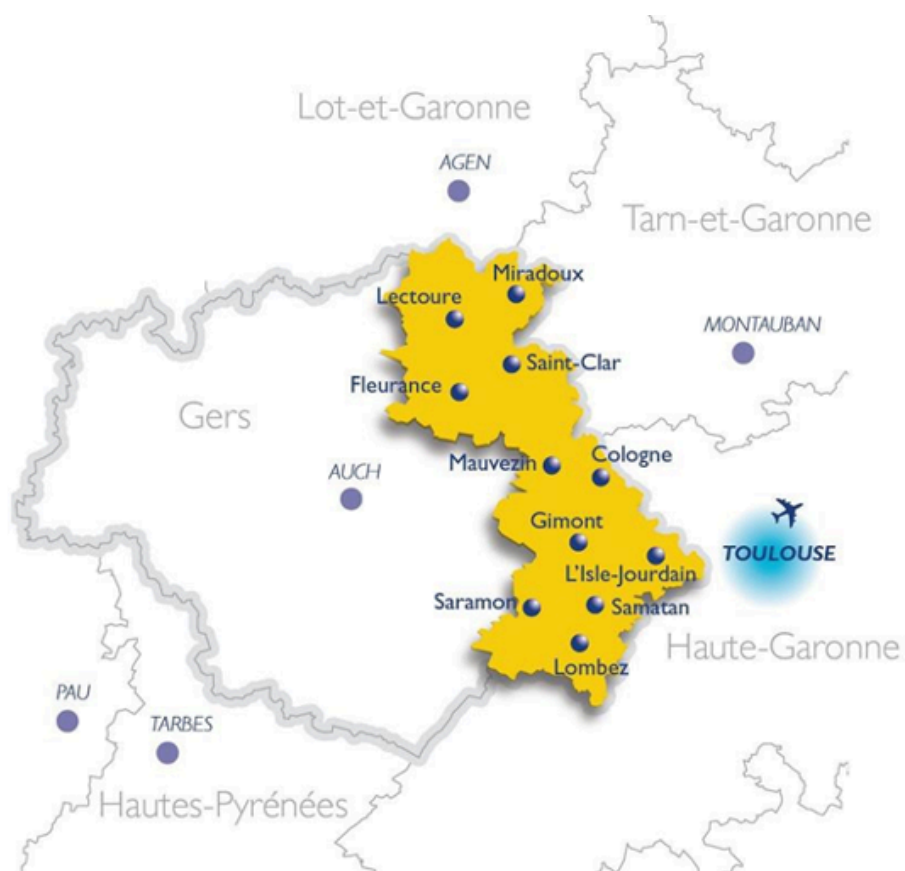 Lot-et-Garonne
AGEN
Tarn-et-Garonne
Miradoux
Lectoure
MONTAUBAN
Saint-Clar
Fleurance
Gers
Cologne
Mauvezin
AUCH
Gimont
TOULOUSE
L'Isle-Jourdain
Saramon
Samatan
Haute-Garonne
Lombez
PAU
TARBES
Hautes-Pyrénées